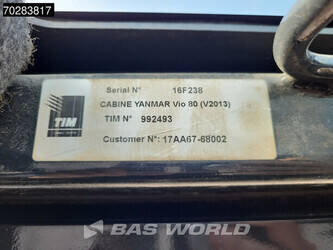 70283817
Serial N° 16F238
CABINE YANMAR Vio 80 (V2013)
TIM
TIM N° 992493
Customer N°: 17AA67-68002
BAS WORLD